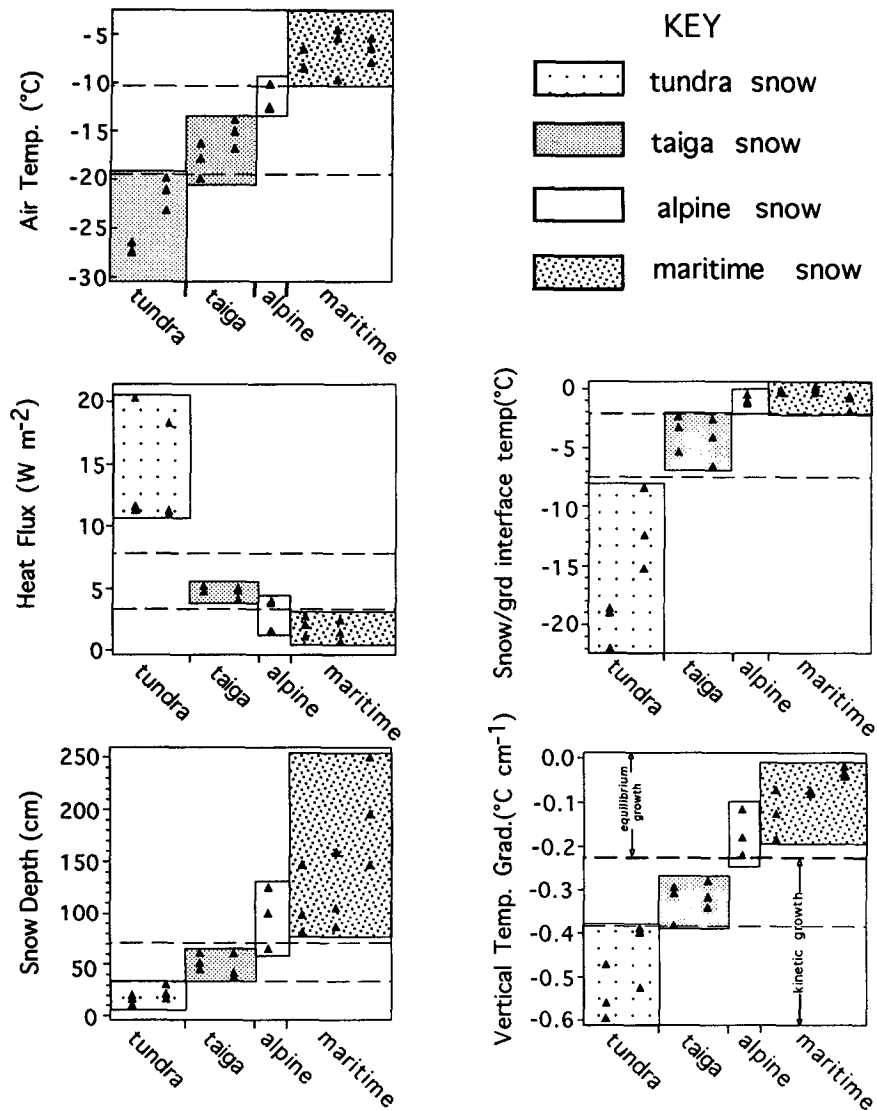 Air Temp. (°C)
-5
-10
-15
-20
-25
-30
tundra
taiga
alpine
maritime
KEY
tundra snow
taiga snow
alpine snow
maritime snow
Heat Flux (W m-2)
20
15
10
5
0
tundra
taiga
alpine
maritime
Snow/grd interface temp(°C)
0
-5
-10
-15
-20
tundra
taiga
alpine
maritime
Snow Depth (cm)
250
200
150
100
50
0
tundra
taiga
alpine
maritime
Vertical Temp. Grad.(°C cm-1)
0.0
-0.1
-0.2
-0.3
-0.4
-0.5
-0.6
equilibrium
growth
kinetic growth
tundra
taiga
alpine
maritime